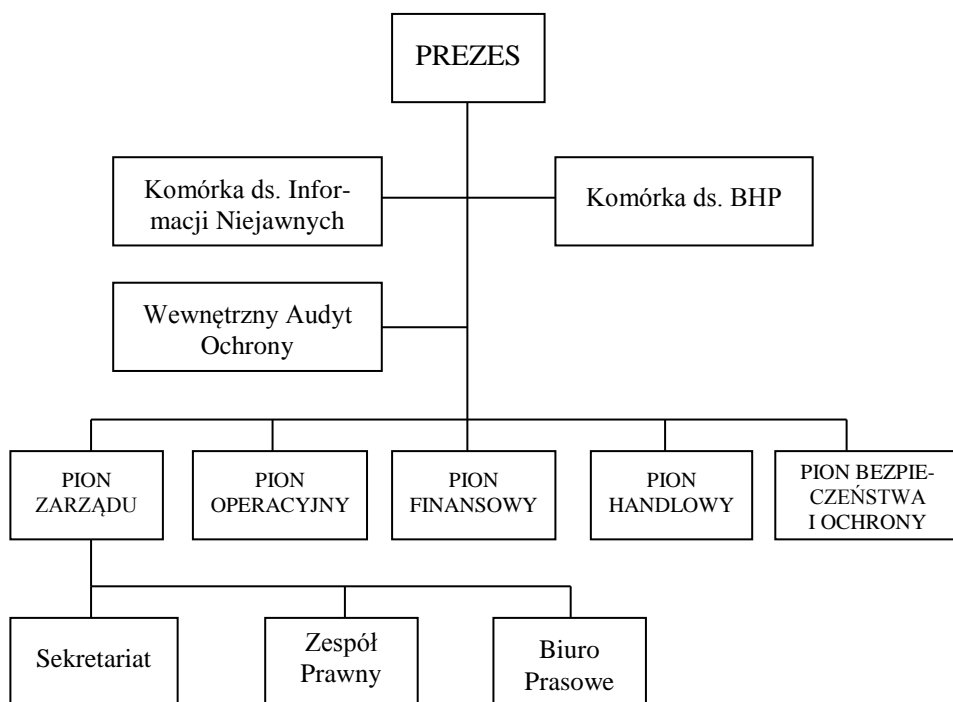 PREZES
Komórka ds. Infor-
macji Niejawnych
Komórka ds. BHP
Wewnętrzny Audyt
Ochrony
PION
ZARZĄDU
PION
OPERACYJNY
PION
FINANSOWY
PION
HANDLOWY
PION BEZPIE-
CZEŃSTWA
I OCHRONY
Sekretariat
Zespół
Prawny
Biuro
Prasowe